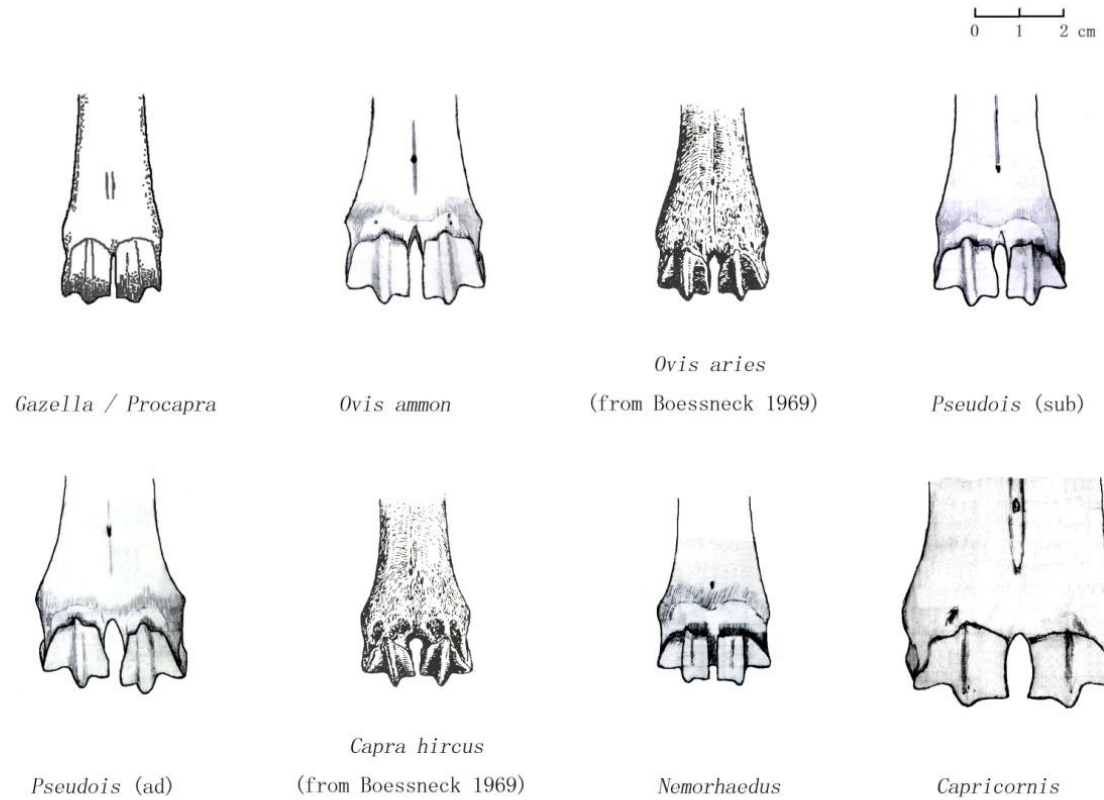 0 1 2 cm
Gazella / Procapra
Ovis ammon
Ovis aries
(from Boessneck 1969)
Pseudois (sub)
Pseudois (ad)
Capra hircus
(from Boessneck 1969)
Nemorhaedus
Capricornis